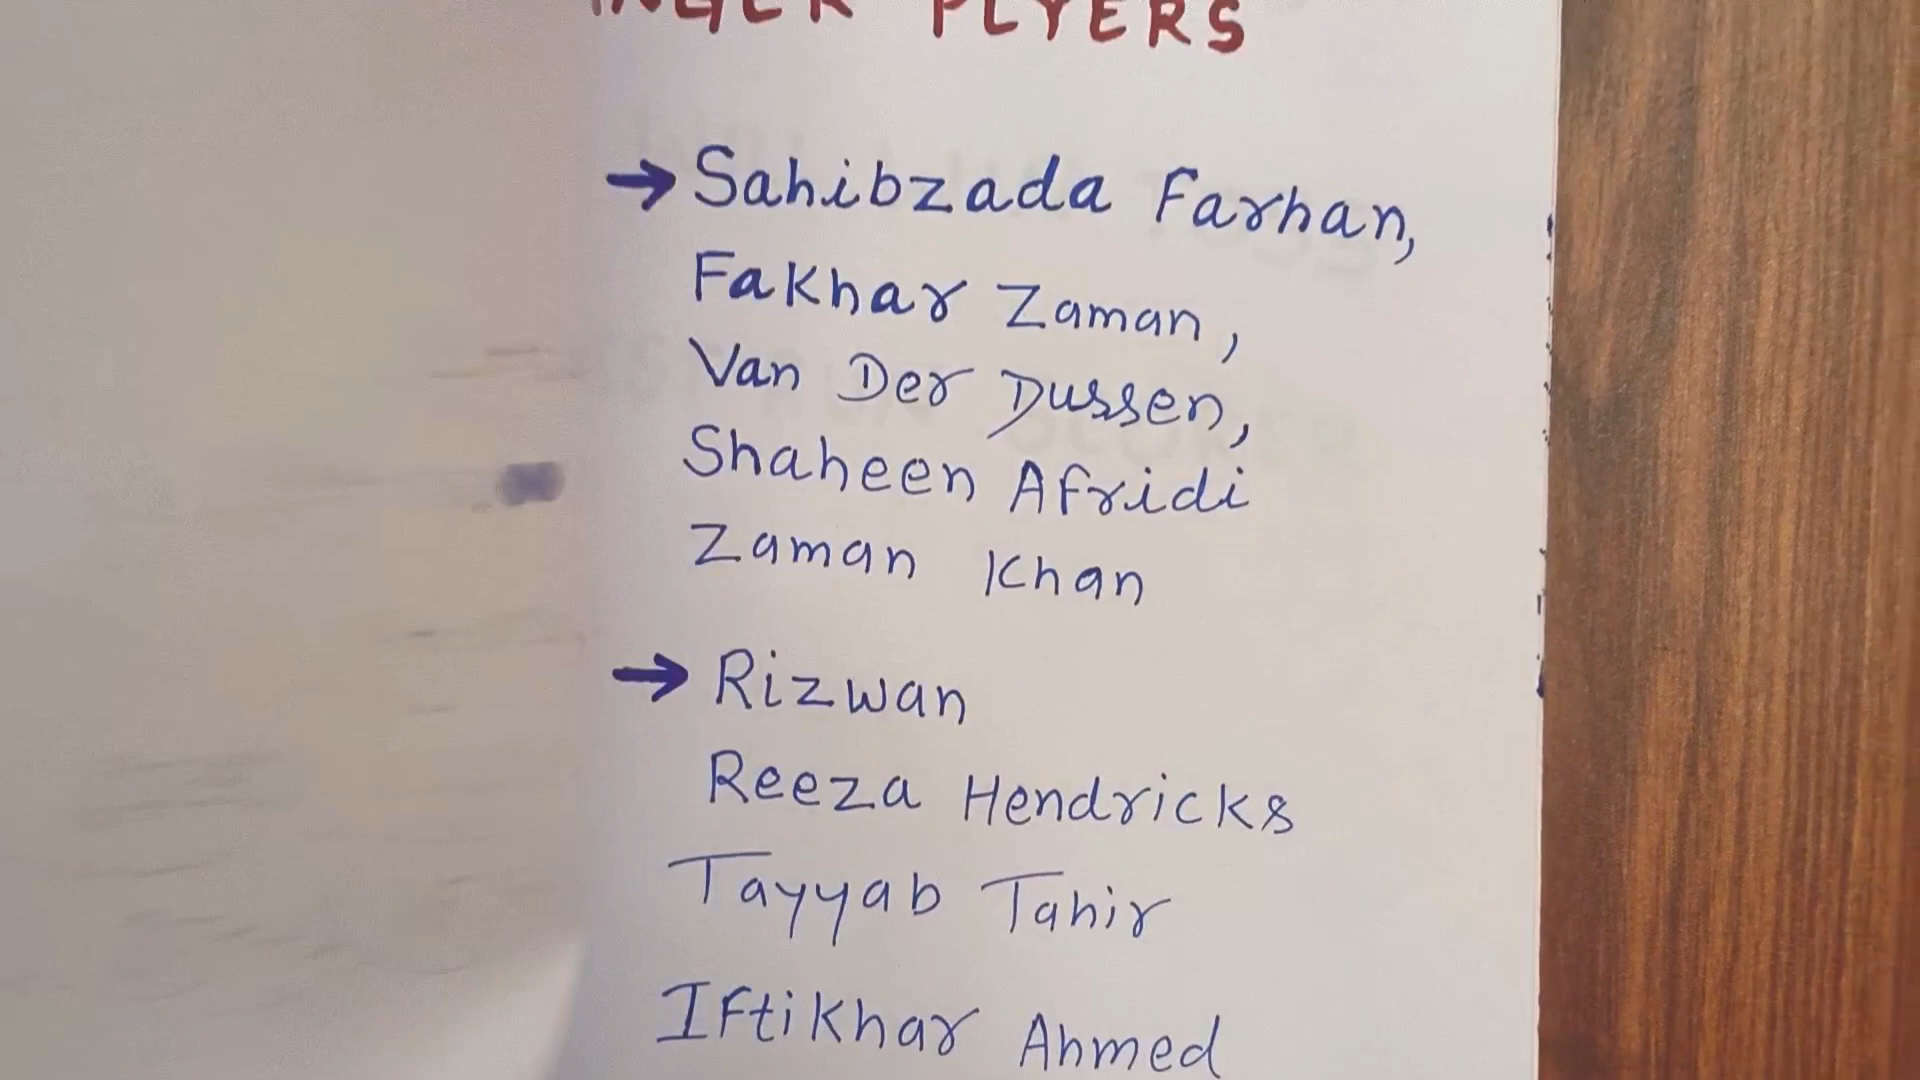 PLYERS
→ Sahibzada Farhan,
Fakhar Zaman,
Van Der Dussen,
Shaheen Afridi
Zaman Khan
→ Rizwan
Reeza Hendricks
Tayyab Tahir
Iftikhar Ahmed